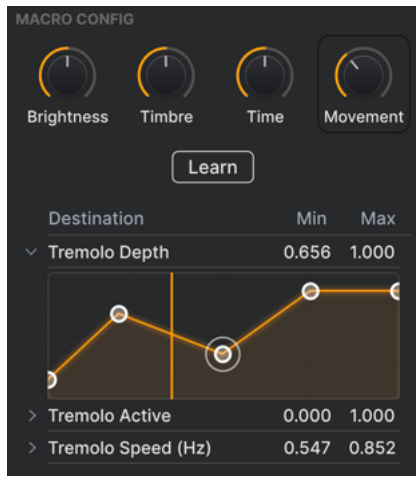 MACRO CONFIG
Brightness Timbre Time Movement
Learn
Destination Min Max
Tremolo Depth 0.656 1.000
Tremolo Active 0.000 1.000
Tremolo Speed (Hz) 0.547 0.852